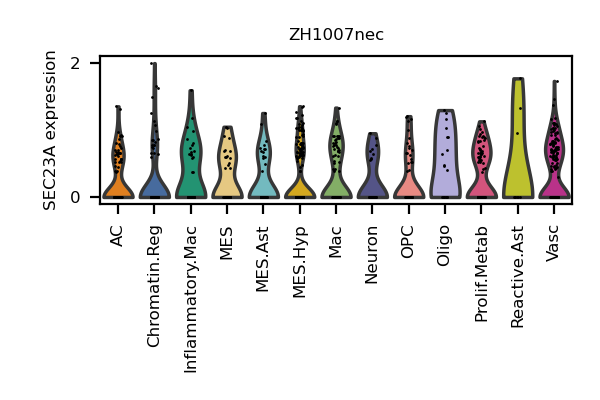 ZH1007nec
SEC23A expression
2
0
AC
Chromatin.Reg
Inflammatory.Mac
MES
MES.Ast
MES.Hyp
Mac
Neuron
OPC
Oligo
Prolif.Metab
Reactive.Ast
Vasc